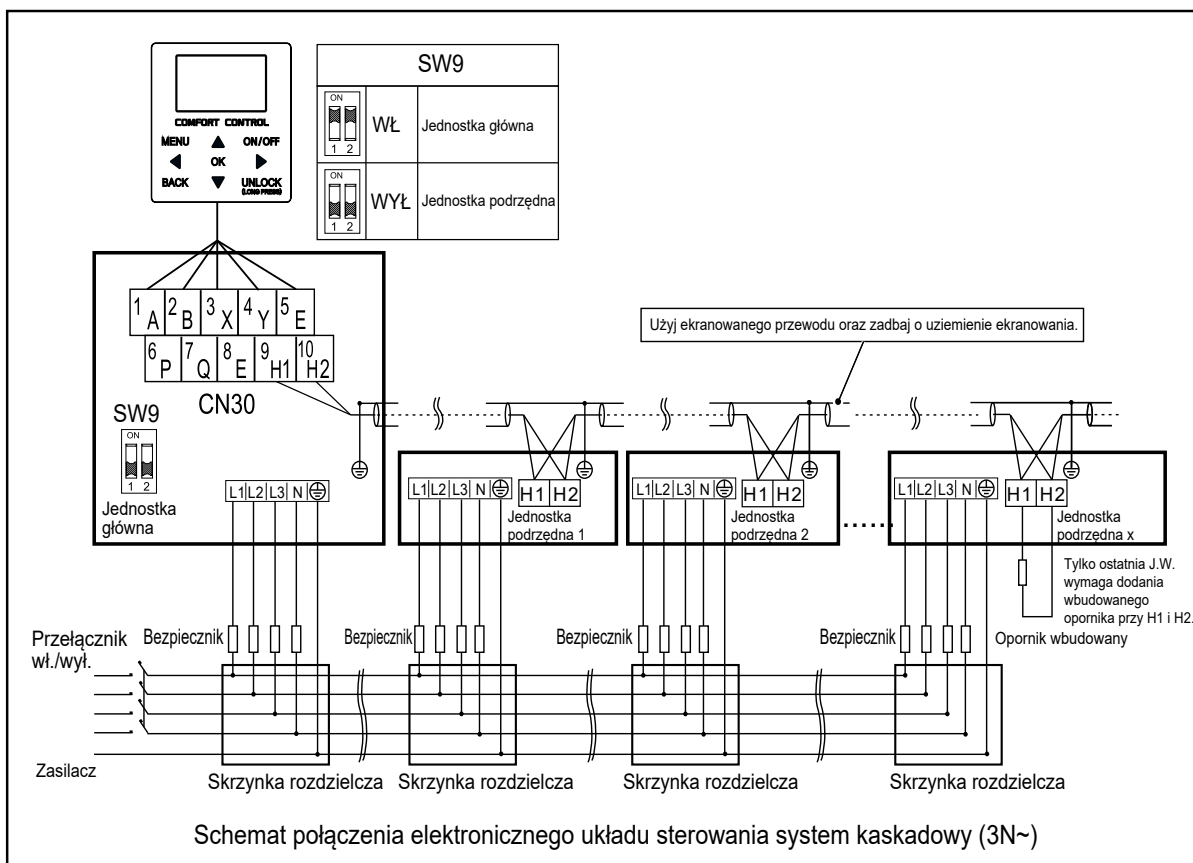 COMFORT CONTROL
MENU
ON/OFF
OK
BACK
UNLOCK
(LONG PRESS)
SW9
ON
1 2
WŁ
Jednostka główna
ON
1 2
WYŁ
Jednostka podrzędna
1 A 2 B 3 X 4 Y 5 E
6 P 7 Q 8 E 9 H1 10 H2
CN30
Użyj ekranowanego przewodu oraz zadbaj o uziemienie ekranowania.
SW9
ON
1 2
Jednostka
główna
L1 L2 L3 N
L1 L2 L3 N
H1 H2
Jednostka
podrzędna 1
L1 L2 L3 N
H1 H2
Jednostka
podrzędna 2
L1 L2 L3 N
H1 H2
Jednostka
podrzędna x
Tylko ostatnia J.W.
wymaga dodania
wbudowanego
opornika przy H1 i H2.
Opornik wbudowany
Przełącznik
wł./wył.
Bezpiecznik
Bezpiecznik
Bezpiecznik
Bezpiecznik
Zasilacz
Skrzynka rozdzielcza
Skrzynka rozdzielcza
Skrzynka rozdzielcza
Skrzynka rozdzielcza
Schemat połączenia elektronicznego układu sterowania system kaskadowy (3N~)